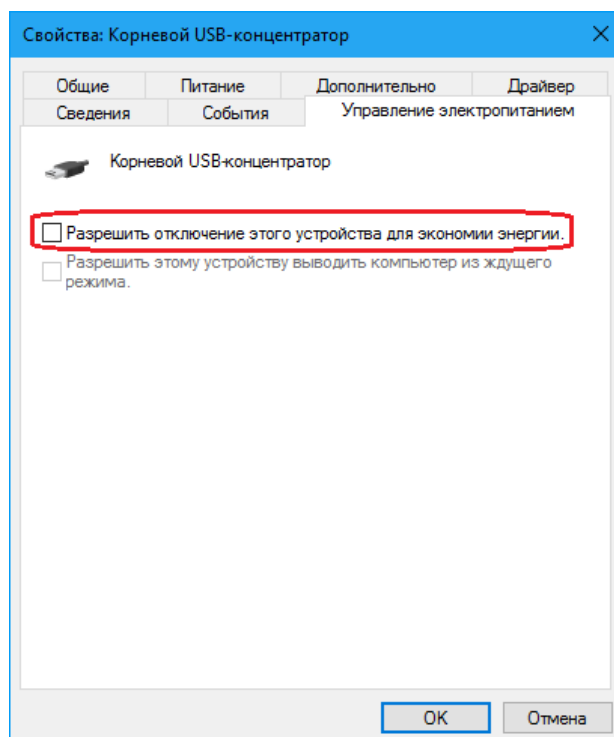 Свойства: Корневой USB-концентратор
Общие Питание Дополнительно Драйвер
Сведения События Управление электропитанием
Корневой USB-концентратор
Разрешить отключение этого устройства для экономии энергии.
Разрешить этому устройству выводить компьютер из ждущего
режима.
OK Отмена